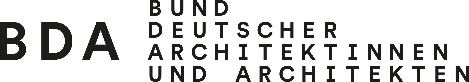 BDA
BUND
DEUTSCHER
ARCHITEKTINNEN
UND ARCHITEKTEN